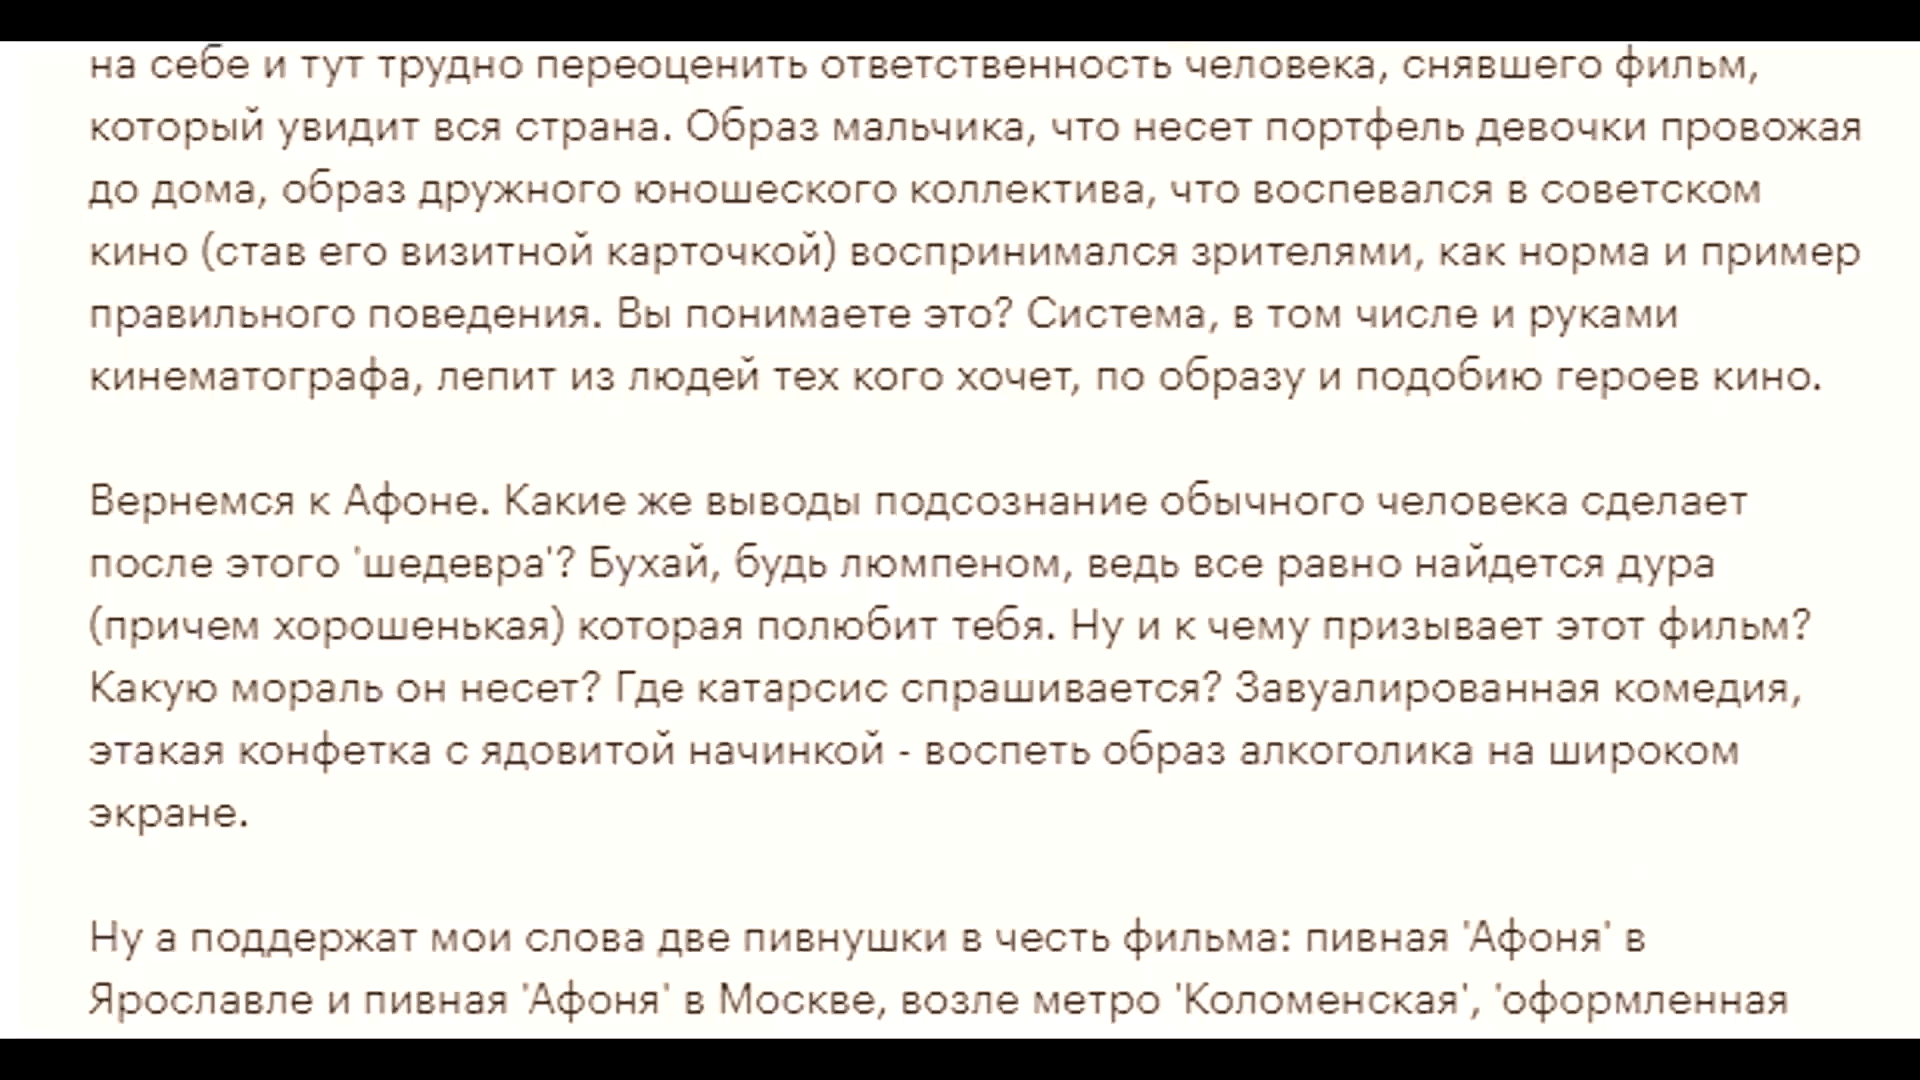 на себе и тут трудно переоценить ответственность человека, снявшего фильм,
который увидит вся страна. Образ мальчика, что несет портфель девочки провожая
до дома, образ дружного юношеского коллектива, что воспевался в советском
кино (став его визитной карточкой) воспринимался зрителями, как норма и пример
правильного поведения. Вы понимаете это? Система, в том числе и руками
кинематографа, лепит из людей тех кого хочет, по образу и подобию героев кино.
Вернемся к Афоне. Какие же выводы подсознание обычного человека сделает
после этого 'шедевра'? Бухай, будь люмпеном, ведь все равно найдется дура
(причем хорошенькая) которая полюбит тебя. Ну и к чему призывает этот фильм?
Какую мораль он несет? Где катарсис спрашивается? Завуалированная комедия,
этакая конфетка с ядовитой начинкой - воспеть образ алкоголика на широком
экране.
Ну а поддержат мои слова две пивнушки в честь фильма: пивная 'Афоня' в
Ярославле и пивная 'Афоня' в Москве, возле метро 'Коломенская', 'оформленная